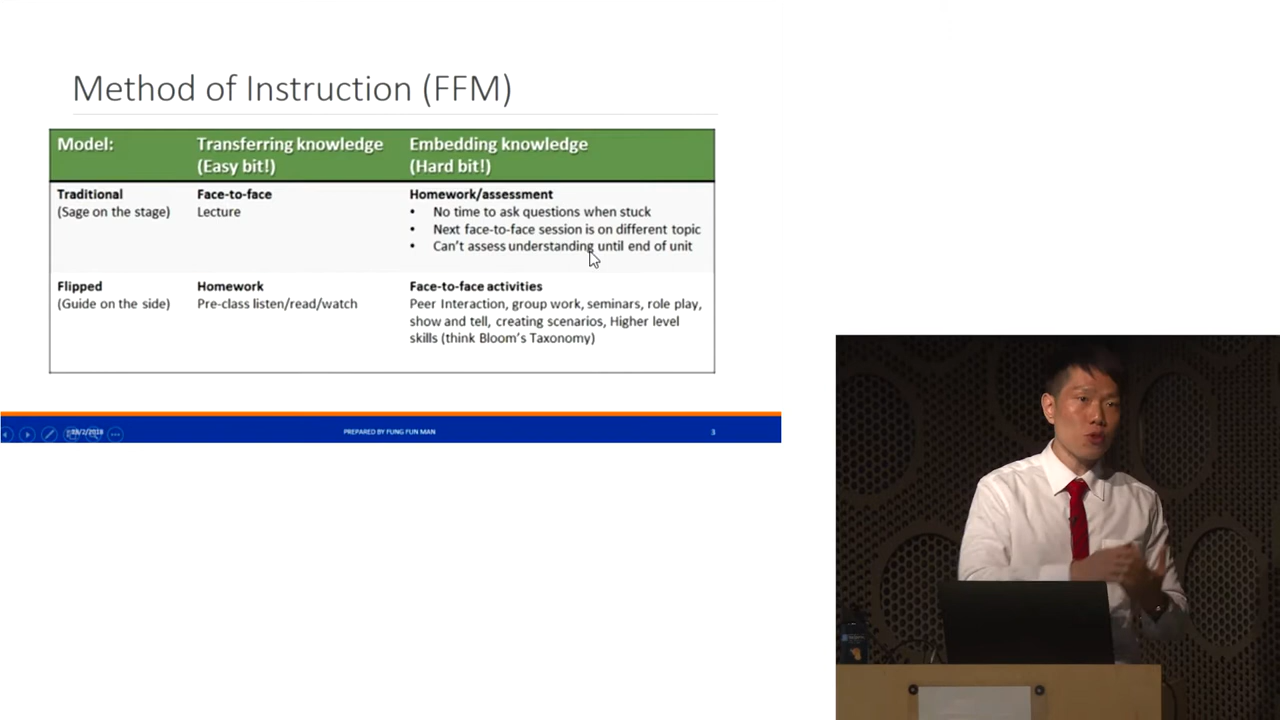 Method of Instruction (FFM)
Model:
Transferring knowledge
(Easy bit!)
Embedding knowledge
(Hard bit!)
Traditional
(Sage on the stage)
Face-to-face
Lecture
Homework/assessment
• No time to ask questions when stuck
• Next face-to-face session is on different topic
• Can't assess understanding until end of unit
Flipped
(Guide on the side)
Homework
Pre-class listen/read/watch
Face-to-face activities
Peer Interaction, group work, seminars, role play,
show and tell, creating scenarios, Higher level
skills (think Bloom's Taxonomy)
PREPARED BY FUNG FUN MAN
3